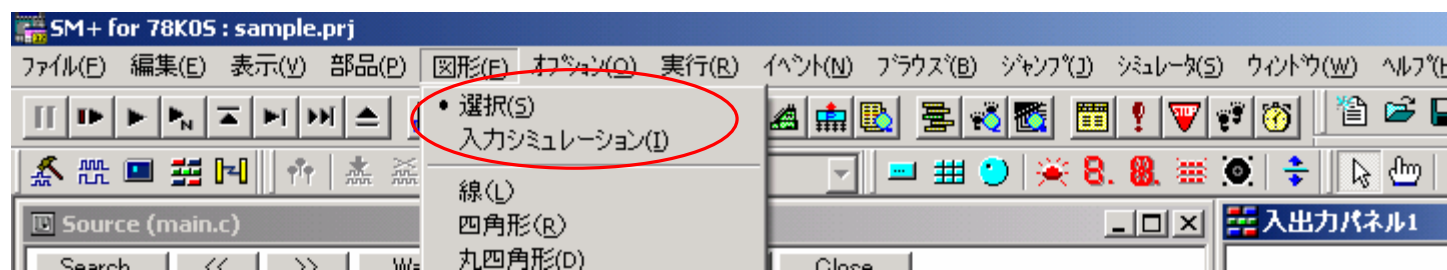 SM+ for 78K0S : sample.prj
ﾌｧｲﾙ(F) 編集(E) 表示(V) 部品(P) 図形(F) ｵﾌﾟｼｮﾝ(O) 実行(R) ｲﾍﾞﾝﾄ(N) ﾌﾞﾗｳｽﾞ(B) ｼﾞｬﾝﾌﾟ(J) ｼﾐｭﾚｰﾀ(S) ｳｨﾝﾄﾞｳ(W) ﾍﾙﾌﾟ(H
選択(S)
入力シミュレーション(I)
線(L)
四角形(R)
丸四角形(D)
Source (main.c)
入出力パネル1
Search << >> Close